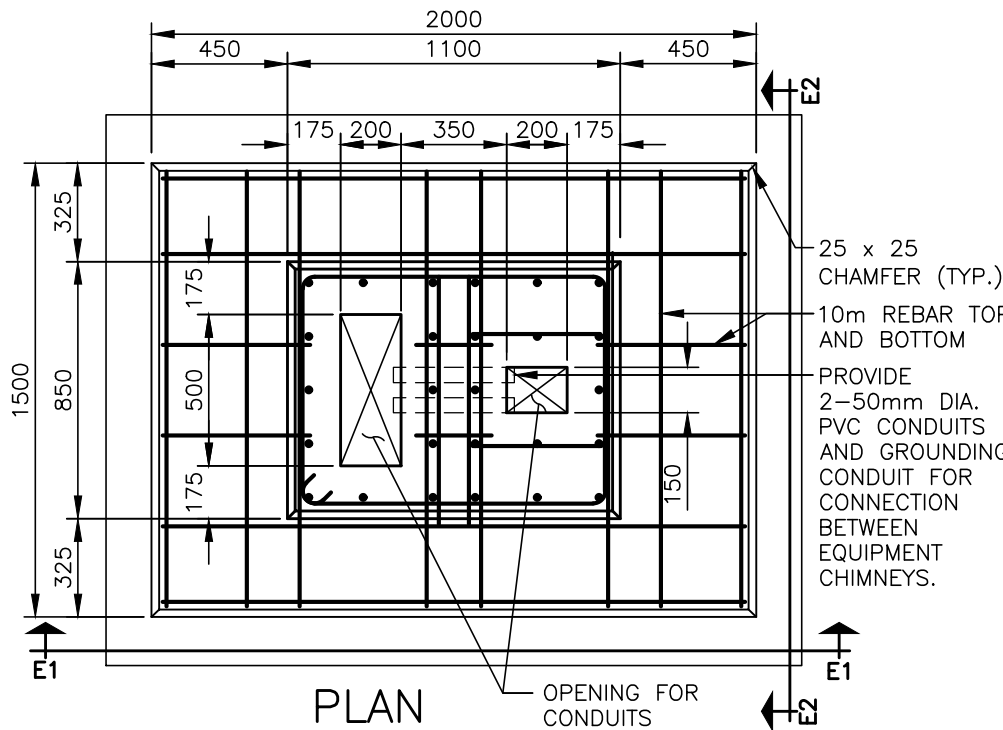 2000
450 1100 450
E2
175 200 350 200 175
325
175
1500
850
500
175
325
150
25 x 25
CHAMFER (TYP.)
10m REBAR TOP
AND BOTTOM
PROVIDE
2-50mm DIA.
PVC CONDUITS
AND GROUNDING
CONDUIT FOR
CONNECTION
BETWEEN
EQUIPMENT
CHIMNEYS.
E1
E1
PLAN
OPENING FOR
CONDUITS
E2